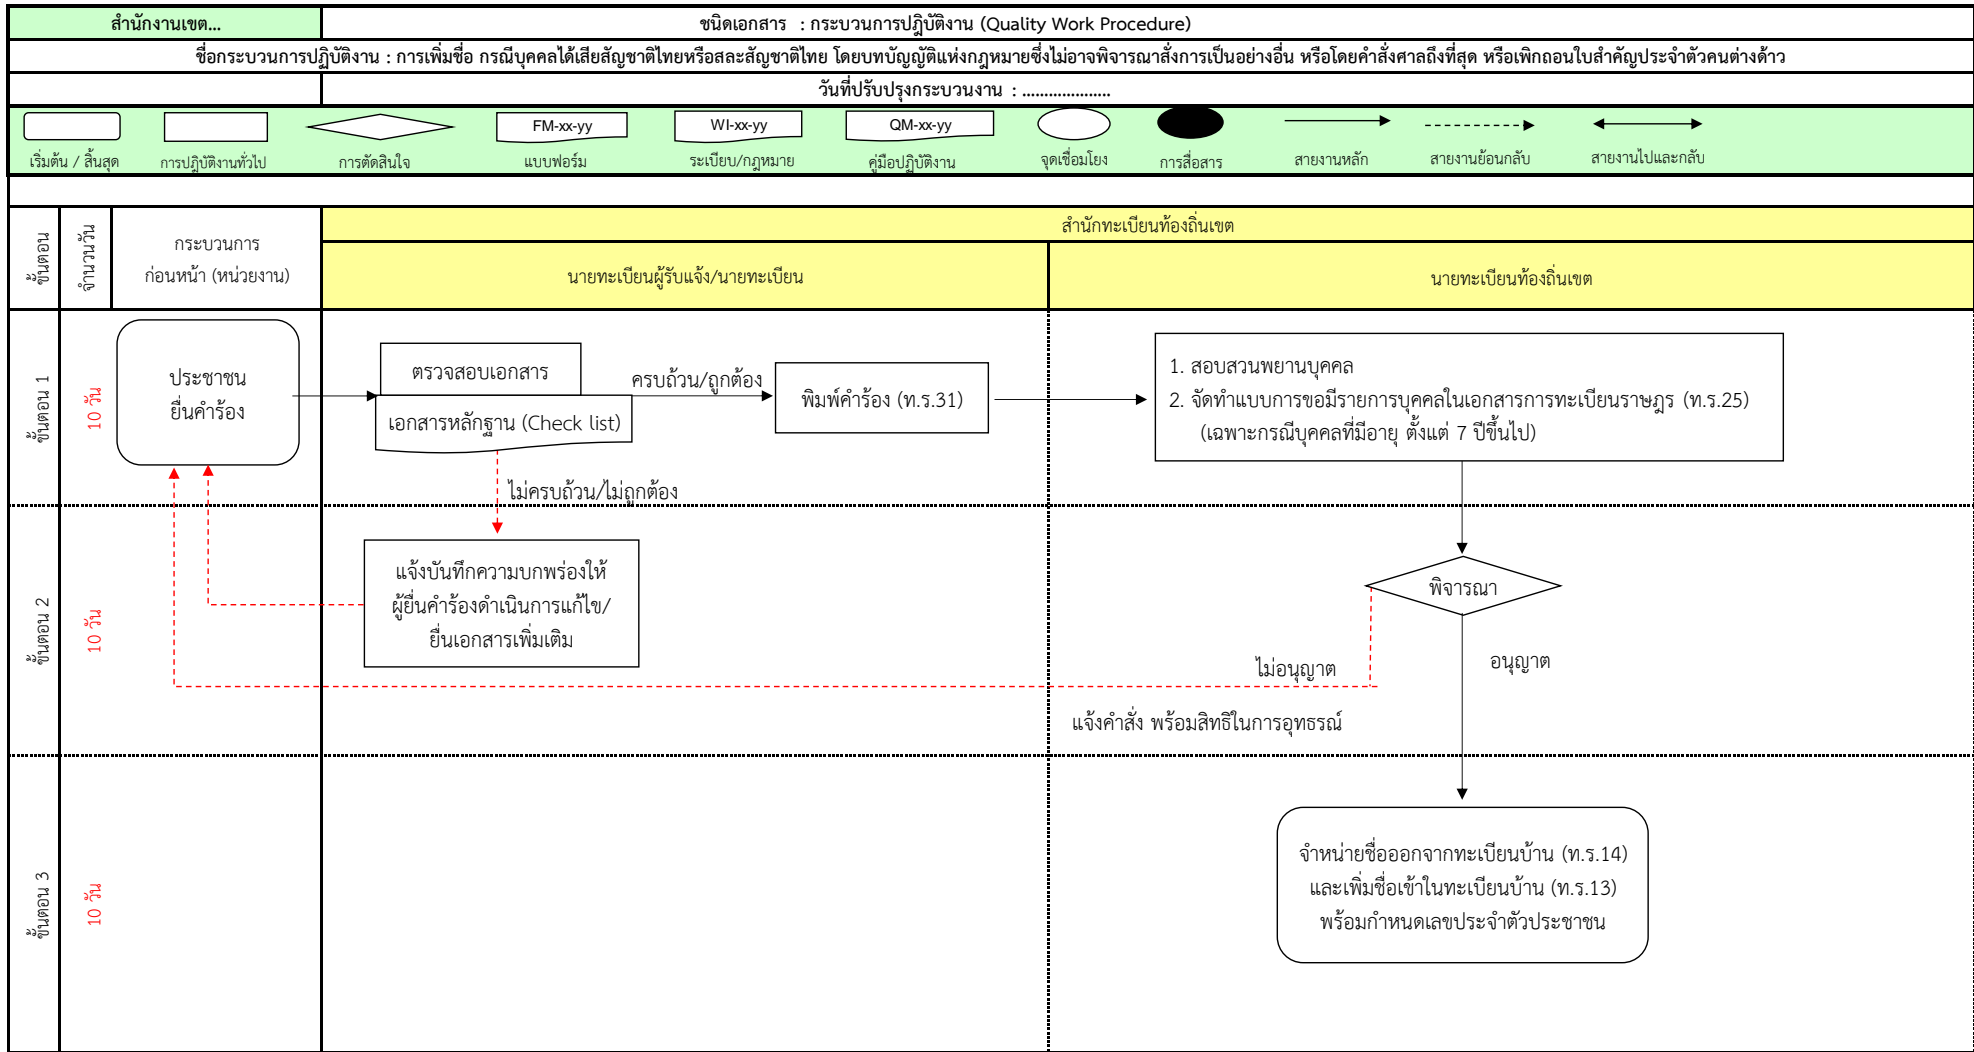 สำนักงานเขต...
ชนิดเอกสาร : กระบวนการปฏิบัติงาน (Quality Work Procedure)
ชื่อกระบวนการปฏิบัติงาน : การเพิ่มชื่อ กรณีบุคคลได้เสียสัญชาติไทยหรือสละสัญชาติไทย โดยบทบัญญัติแห่งกฎหมายซึ่งไม่อาจพิจารณาสั่งการเป็นอย่างอื่น หรือโดยคำสั่งศาลถึงที่สุด หรือเพิกถอนใบสำคัญประจำตัวคนต่างด้าว
วันที่ปรับปรุงกระบวนงาน : ....................
FM-xx-yy
WI-xx-yy
QM-xx-yy
เริ่มต้น / สิ้นสุด
การปฏิบัติงานทั่วไป
การตัดสินใจ
แบบฟอร์ม
ระเบียบ/กฎหมาย
คู่มือปฏิบัติงาน
จุดเชื่อมโยง
การสื่อสาร
สายงานหลัก
สายงานย้อนกลับ
สายงานไปและกลับ
ขั้นตอน
จำนวนวัน
กระบวนการ
ก่อนหน้า (หน่วยงาน)
สำนักทะเบียนท้องถิ่นเขต
นายทะเบียนผู้รับแจ้ง/นายทะเบียน
นายทะเบียนท้องถิ่นเขต
ขั้นตอน 1
10 วัน
ประชาชน
ยื่นคำร้อง
ตรวจสอบเอกสาร
เอกสารหลักฐาน (Check list)
ครบถ้วน/ถูกต้อง
พิมพ์คำร้อง (ท.ร.31)
1. สอบสวนพยานบุคคล
2. จัดทำแบบการขอมีรายการบุคคลในเอกสารการทะเบียนราษฎร (ท.ร.25)
(เฉพาะกรณีบุคคลที่มีอายุ ตั้งแต่ 7 ปีขึ้นไป)
ไม่ครบถ้วน/ไม่ถูกต้อง
ขั้นตอน 2
10 วัน
แจ้งบันทึกความบกพร่องให้
ผู้ยื่นคำร้องดำเนินการแก้ไข/
ยื่นเอกสารเพิ่มเติม
พิจารณา
ไม่อนุญาต
อนุญาต
แจ้งคำสั่ง พร้อมสิทธิในการอุทธรณ์
ขั้นตอน 3
10 วัน
จำหน่ายชื่อออกจากทะเบียนบ้าน (ท.ร.14)
และเพิ่มชื่อเข้าในทะเบียนบ้าน (ท.ร.13)
พร้อมกำหนดเลขประจำตัวประชาชน